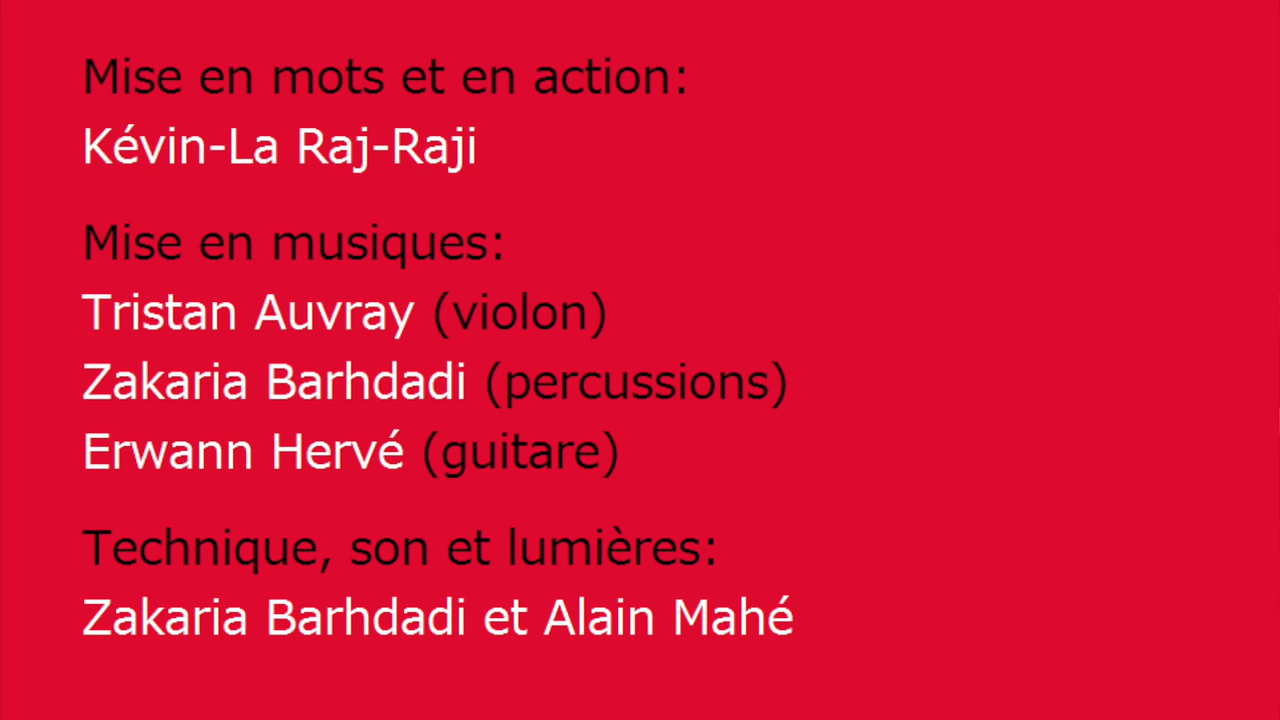 Mise en mots et en action:
Kévin-La Raj-Raji
Mise en musiques:
Tristan Auvray (violon)
Zakaria Barhdadi (percussions)
Erwann Hervé (guitare)
Technique, son et lumières:
Zakaria Barhdadi et Alain Mahé